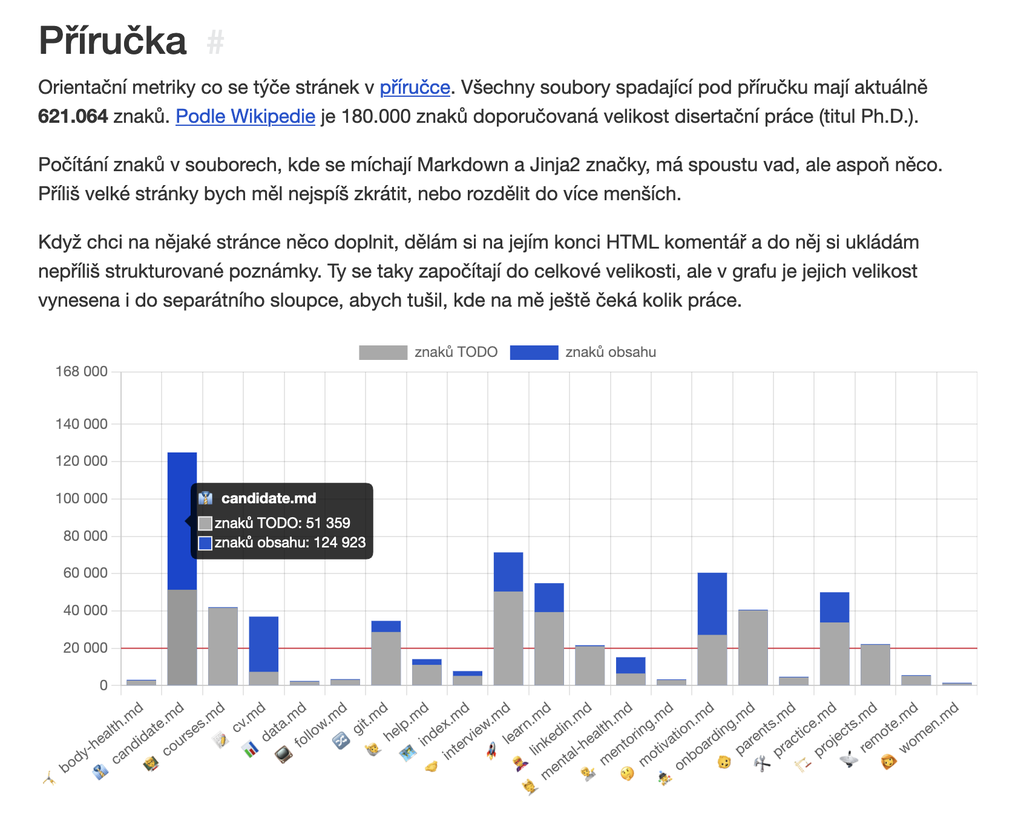 Příručka #
Orientační metriky co se týče stránek v příručce. Všechny soubory spadající pod příručku mají aktuálně
621.064 znaků. Podle Wikipedie je 180.000 znaků doporučovaná velikost disertační práce (titul Ph.D.).
Počítání znaků v souborech, kde se míchají Markdown a Jinja2 značky, má spoustu vad, ale aspoň něco.
Příliš velké stránky bych měl nejspíš zkrátit, nebo rozdělit do více menších.
Když chci na nějaké stránce něco doplnit, dělám si na jejím konci HTML komentář a do něj si ukládám
nepříliš strukturované poznámky. Ty se taky započítají do celkové velikosti, ale v grafu je jejich velikost
vynesena i do separátního sloupce, abych tušil, kde na mě ještě čeká kolik práce.
znaků TODO
znaků obsahu
168 000
140 000
120 000
100 000
80 000
60 000
40 000
20 000
0
candidate.md
znaků TODO: 51 359
znaků obsahu: 124 923
body-health.md
candidate.md
courses.md
cv.md
data.md
follow.md
git.md
help.md
index.md
interview.md
learn.md
linkedin.md
mental-health.md
mentoring.md
motivation.md
onboarding.md
parents.md
practice.md
projects.md
remote.md
women.md